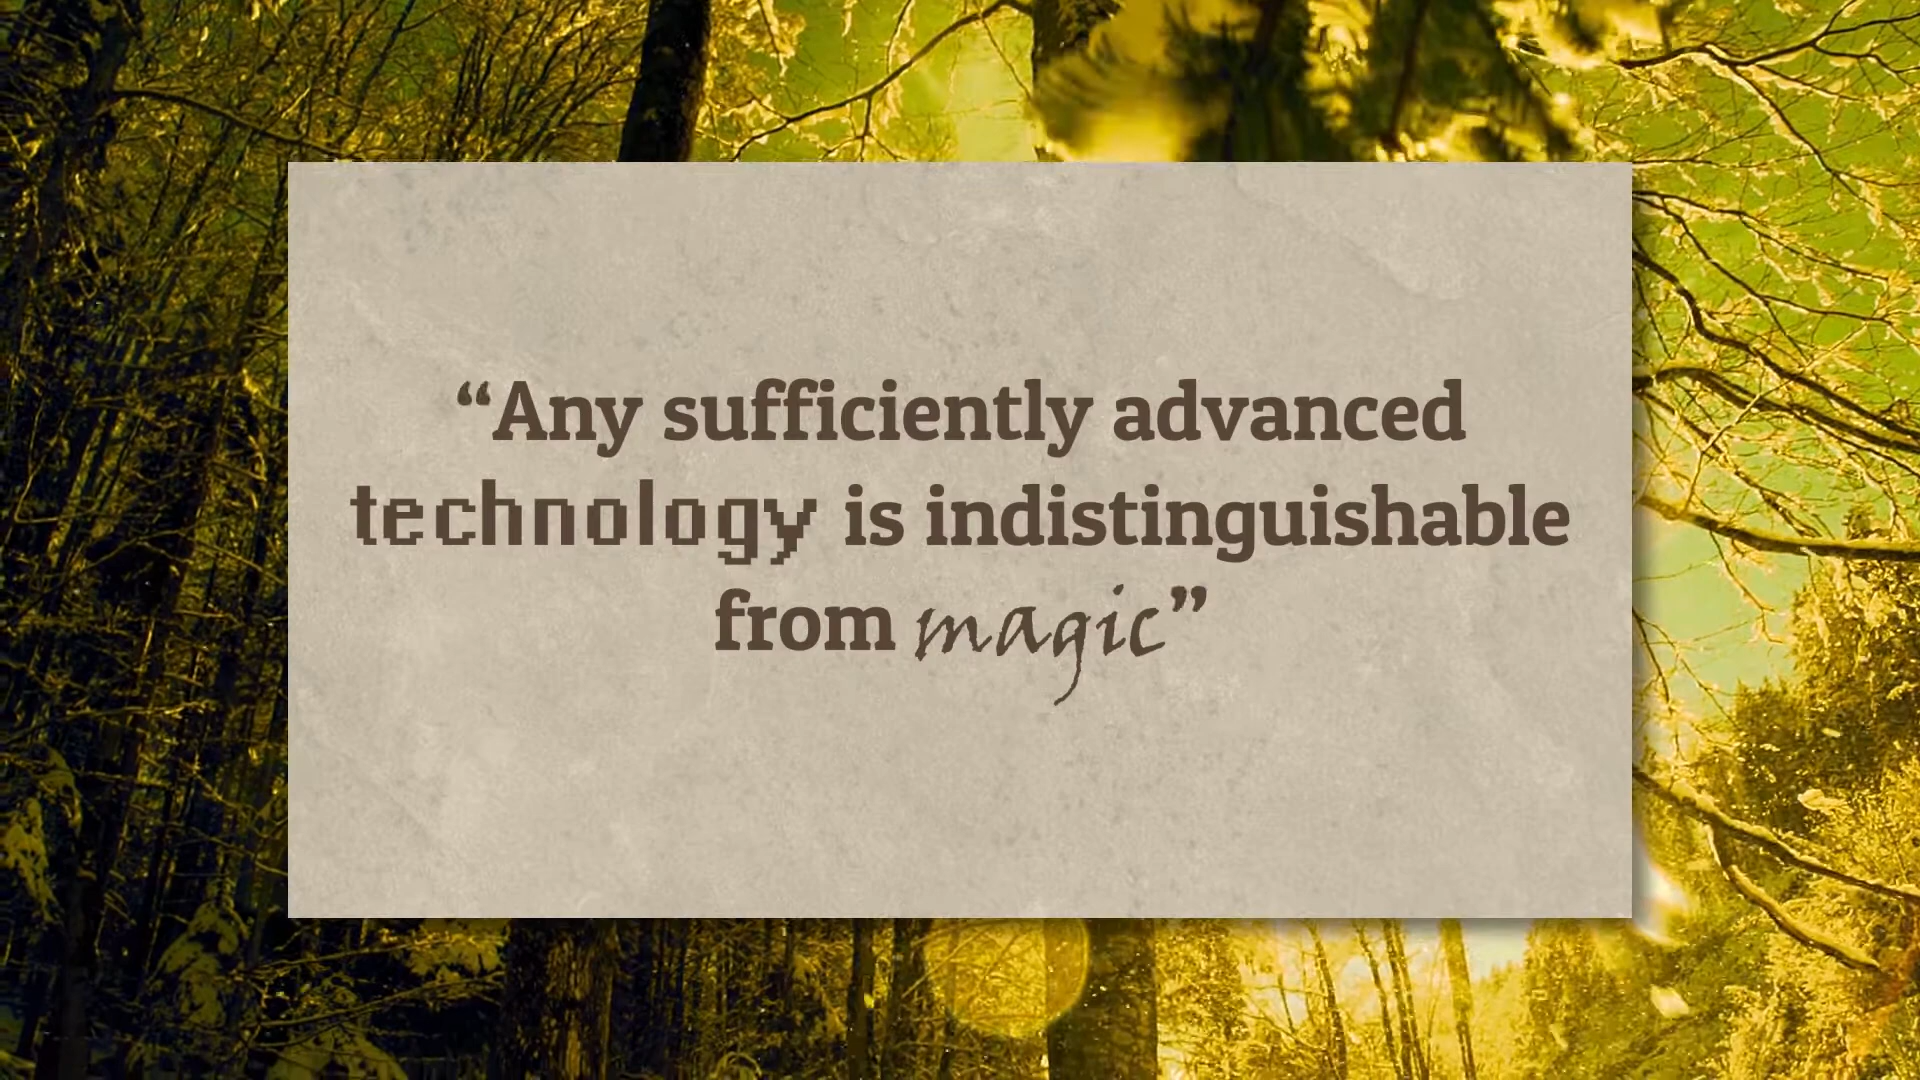 “Any sufficiently advanced
technology is indistinguishable
from magic”